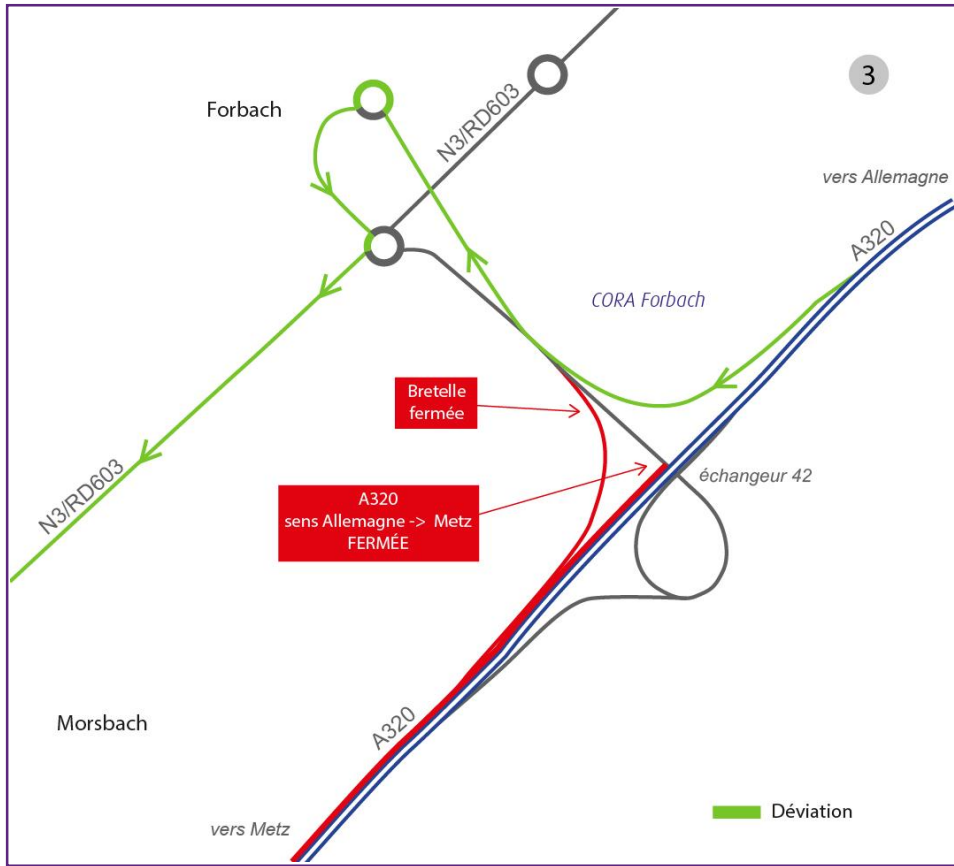 3
Forbach
N3/RD603
vers Allemagne
A320
CORA Forbach
Bretelle
fermée
échangeur 42
N3/RD603
A320
sens Allemagne -> Metz
FERMÉE
Morsbach
A320
vers Metz
Déviation